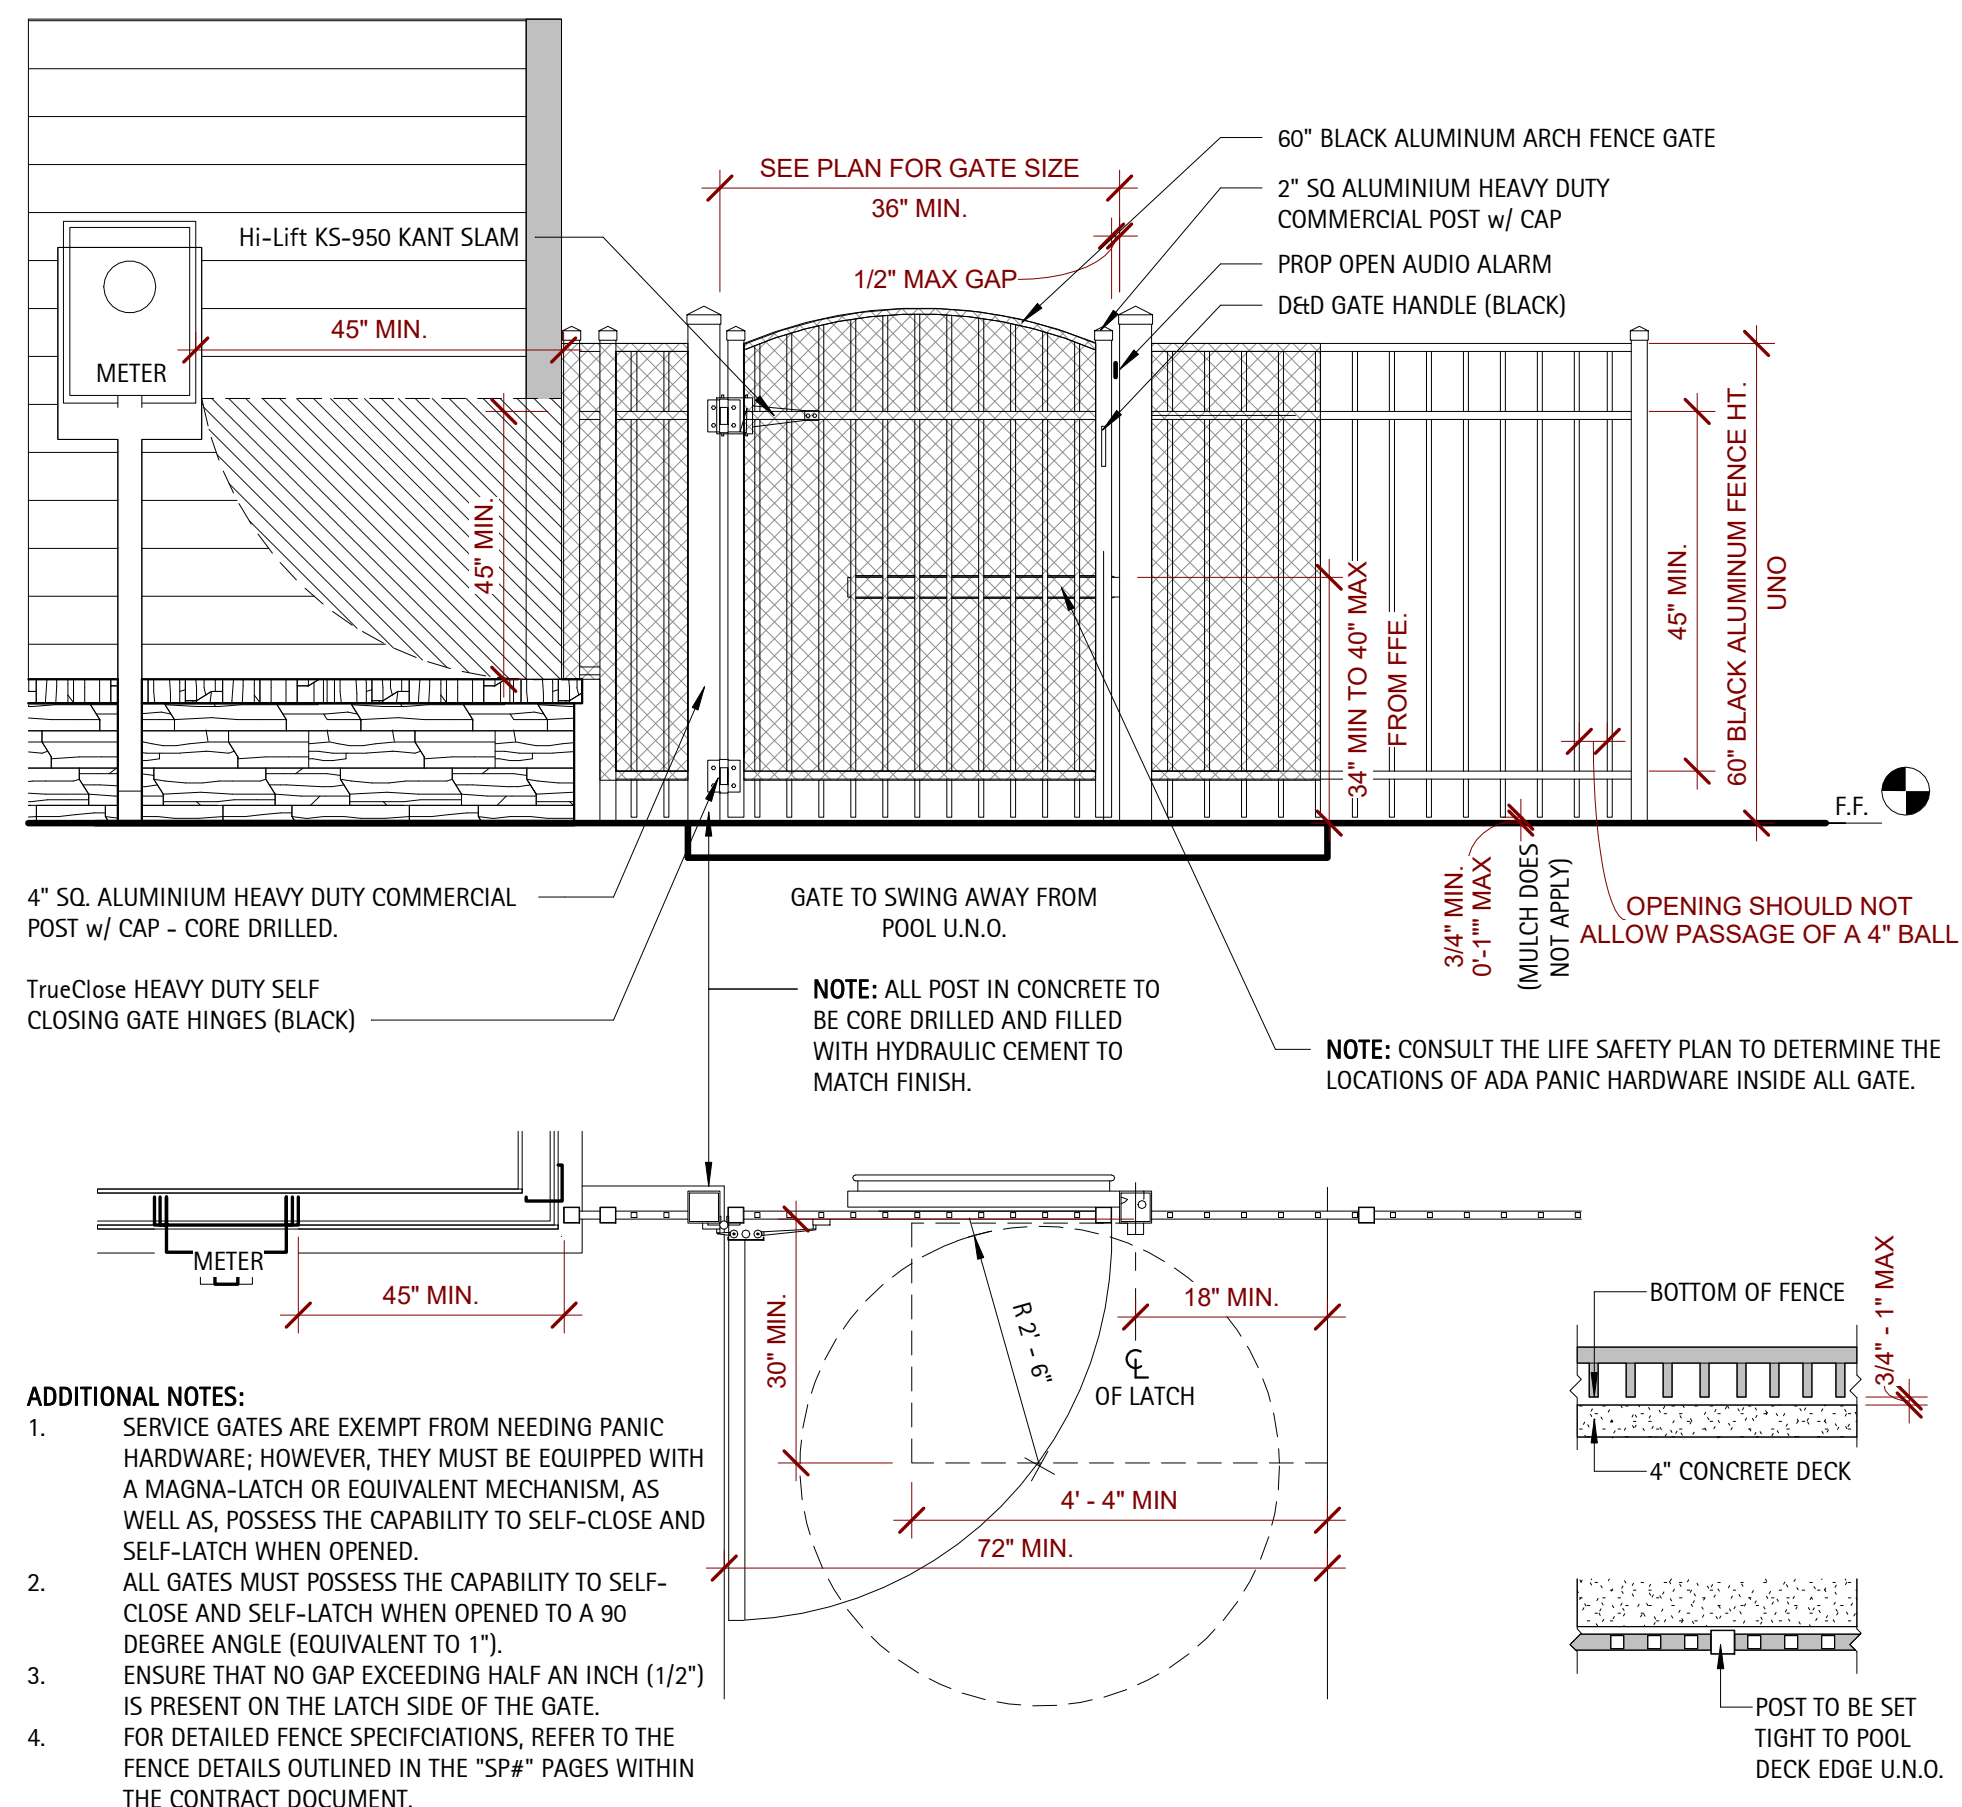 60" BLACK ALUMINUM ARCH FENCE GATE
SEE PLAN FOR GATE SIZE
36" MIN.
2" SQ ALUMINIUM HEAVY DUTY
COMMERCIAL POST w/ CAP
Hi-Lift KS-950 KANT SLAM
1/2" MAX GAP
PROP OPEN AUDIO ALARM
D&D GATE HANDLE (BLACK)
45" MIN.
METER
45" MIN.
34" MIN TO 40" MAX
FROM FFE.
45" MIN.
60" BLACK ALUMINUM FENCE HT.
UNO
F.F.
4" SQ. ALUMINIUM HEAVY DUTY COMMERCIAL
POST w/ CAP - CORE DRILLED.
GATE TO SWING AWAY FROM
POOL U.N.O.
3/4" MIN.
0'-1"" MAX
(MULCH DOES
NOT APPLY)
OPENING SHOULD NOT
ALLOW PASSAGE OF A 4" BALL
TrueClose HEAVY DUTY SELF
CLOSING GATE HINGES (BLACK)
NOTE: ALL POST IN CONCRETE TO
BE CORE DRILLED AND FILLED
WITH HYDRAULIC CEMENT TO
MATCH FINISH.
NOTE: CONSULT THE LIFE SAFETY PLAN TO DETERMINE THE
LOCATIONS OF ADA PANIC HARDWARE INSIDE ALL GATE.
METER
45" MIN.
30" MIN.
R 2' - 6"
18" MIN.
CL
OF LATCH
4' - 4" MIN
72" MIN.
BOTTOM OF FENCE
3/4" - 1" MAX
4" CONCRETE DECK
POST TO BE SET
TIGHT TO POOL
DECK EDGE U.N.O.
ADDITIONAL NOTES:
1. SERVICE GATES ARE EXEMPT FROM NEEDING PANIC
HARDWARE; HOWEVER, THEY MUST BE EQUIPPED WITH
A MAGNA-LATCH OR EQUIVALENT MECHANISM, AS
WELL AS, POSSESS THE CAPABILITY TO SELF-CLOSE AND
SELF-LATCH WHEN OPENED.
2. ALL GATES MUST POSSESS THE CAPABILITY TO SELF-
CLOSE AND SELF-LATCH WHEN OPENED TO A 90
DEGREE ANGLE (EQUIVALENT TO 1").
3. ENSURE THAT NO GAP EXCEEDING HALF AN INCH (1/2")
IS PRESENT ON THE LATCH SIDE OF THE GATE.
4. FOR DETAILED FENCE SPECIFCIATIONS, REFER TO THE
FENCE DETAILS OUTLINED IN THE "SP#" PAGES WITHIN
THE CONTRACT DOCUMENT.